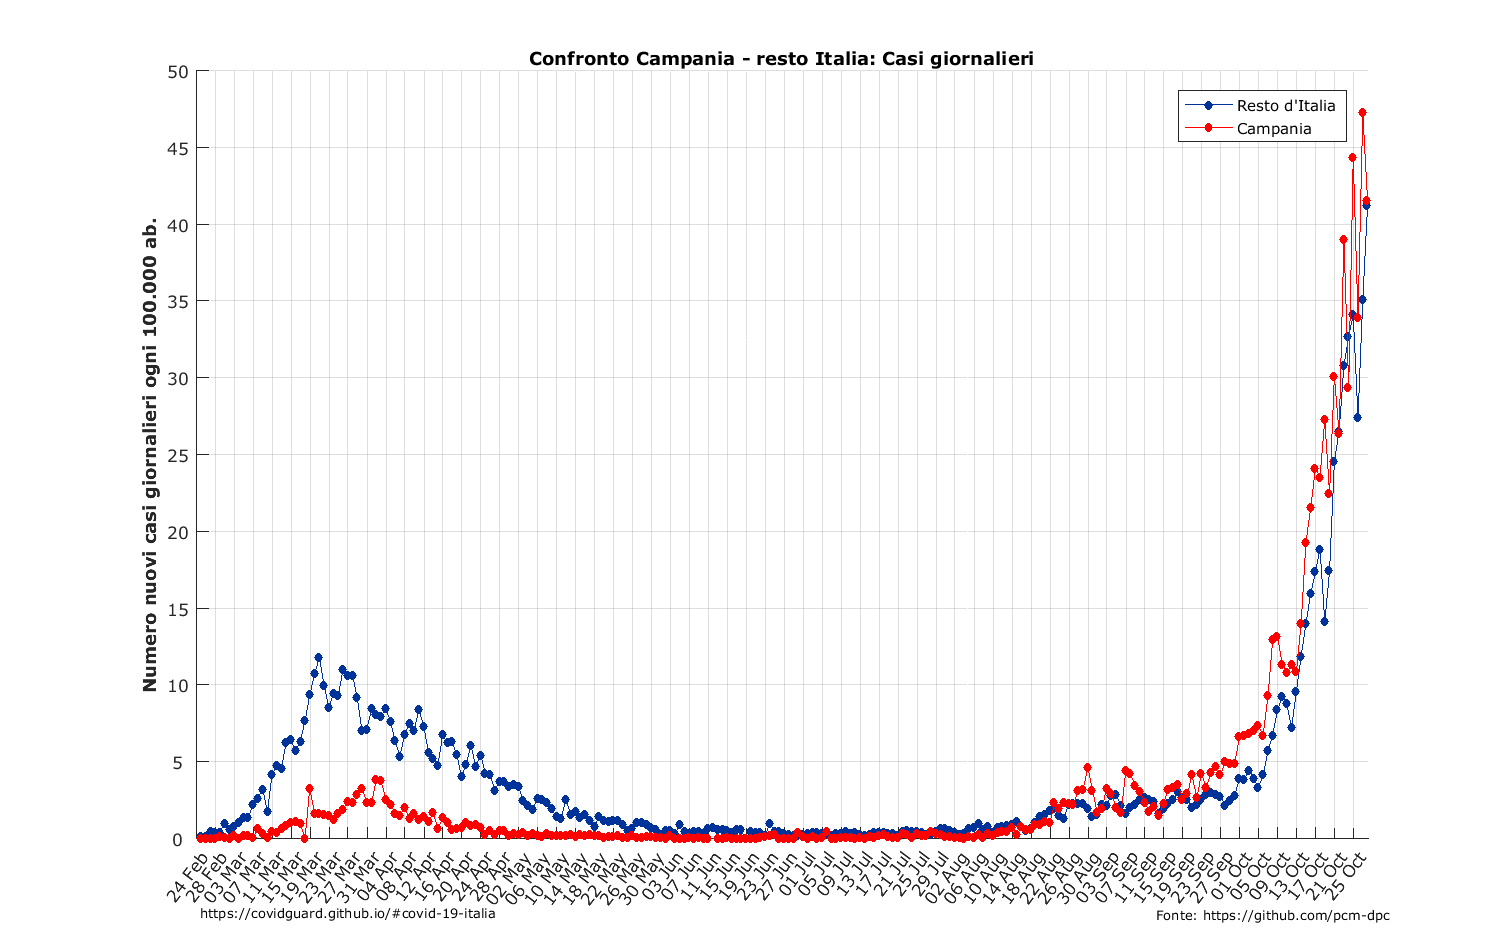 Confronto Campania - resto Italia: Casi giornalieri
Resto d'Italia
Campania
Numero nuovi casi giornalieri ogni 100.000 ab.
50
45
40
35
30
25
20
15
10
5
0
24 Feb
28 Feb
03 Mar
07 Mar
11 Mar
15 Mar
19 Mar
23 Mar
27 Mar
31 Mar
04 Apr
08 Apr
12 Apr
16 Apr
20 Apr
24 Apr
28 Apr
02 May
06 May
10 May
14 May
18 May
22 May
26 May
30 May
03 Jun
07 Jun
11 Jun
15 Jun
19 Jun
23 Jun
27 Jun
01 Jul
05 Jul
09 Jul
13 Jul
17 Jul
21 Jul
25 Jul
29 Jul
02 Aug
06 Aug
10 Aug
14 Aug
18 Aug
22 Aug
26 Aug
30 Aug
03 Sep
07 Sep
11 Sep
15 Sep
19 Sep
23 Sep
27 Sep
01 Oct
05 Oct
09 Oct
13 Oct
17 Oct
21 Oct
25 Oct
https://covidguard.github.io/#covid-19-italia
Fonte: https://github.com/pcm-dpc